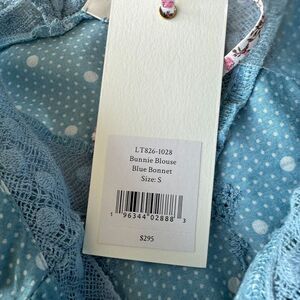 LT826-1028
Bunnie Blouse
Blue Bonnet
Size: S
1 96344 02888 3
$295